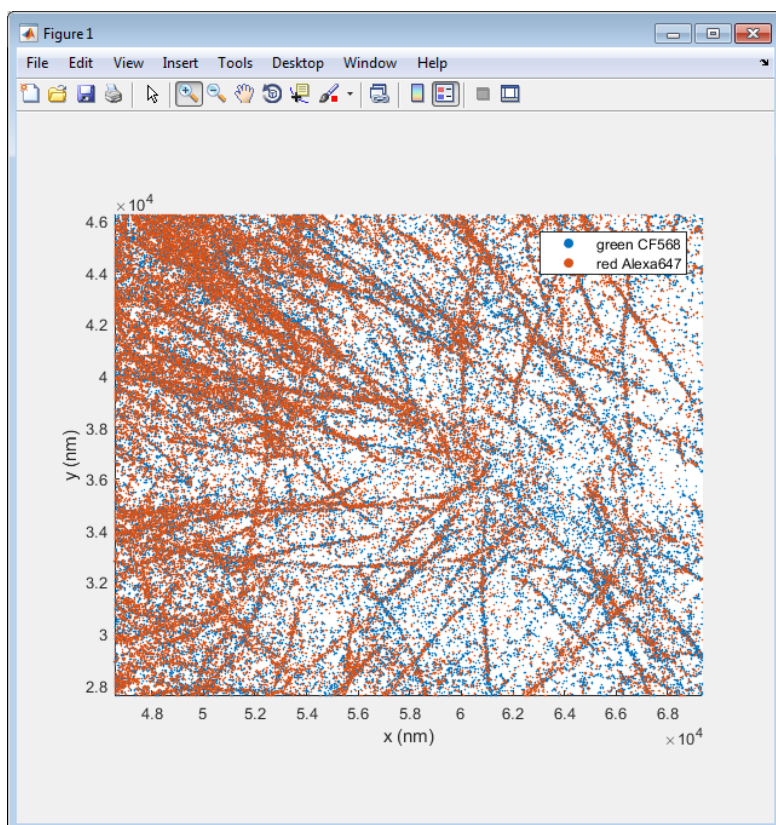 Figure 1
File Edit View Insert Tools Desktop Window Help
×10⁴
4.6
green CF568
red Alexa647
4.4
4.2
4
3.8
y (nm)
3.6
3.4
3.2
3
2.8
4.8 5 5.2 5.4 5.6 5.8 6 6.2 6.4 6.6 6.8
x (nm)
×10⁴